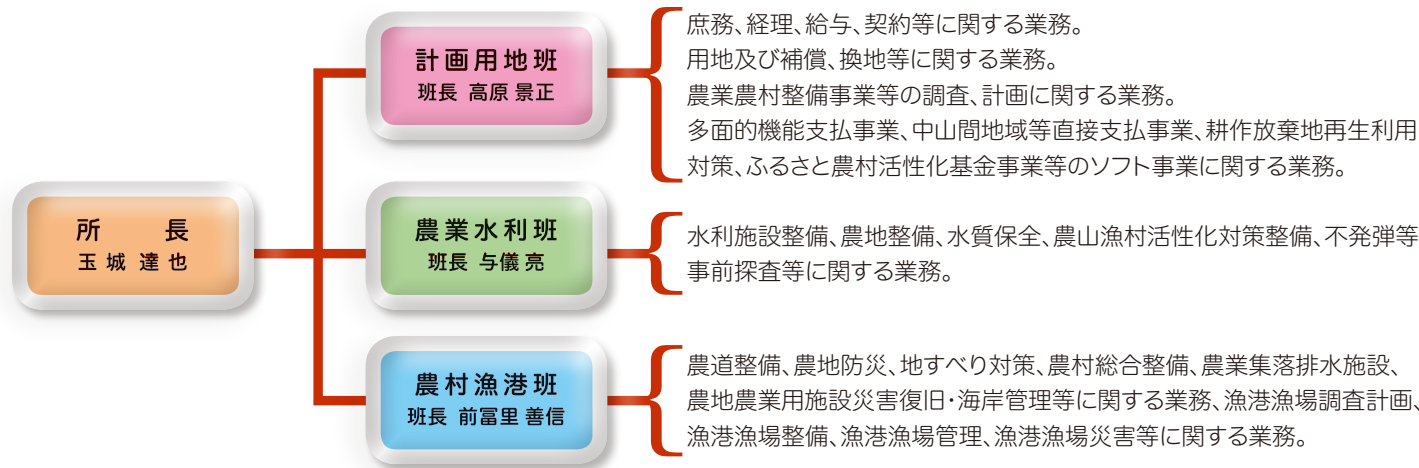 所長
玉城達也
計画用地班
班長 高原 景正
庶務、経理、給与、契約等に関する業務。
用地及び補償、換地等に関する業務。
農業農村整備事業等の調査、計画に関する業務。
多面的機能支払事業、中山間地域等直接支払事業、耕作放棄地再生利用
対策、ふるさと農村活性化基金事業等のソフト事業に関する業務。
農業水利班
班長 与儀 亮
水利施設整備、農地整備、水質保全、農山漁村活性化対策整備、不発弾等
事前探査等に関する業務。
農村漁港班
班長 前冨里 善信
農道整備、農地防災、地すべり対策、農村総合整備、農業集落排水施設、
農地農業用施設災害復旧・海岸管理等に関する業務、漁港漁場調査計画、
漁港漁場整備、漁港漁場管理、漁港漁場災害等に関する業務。